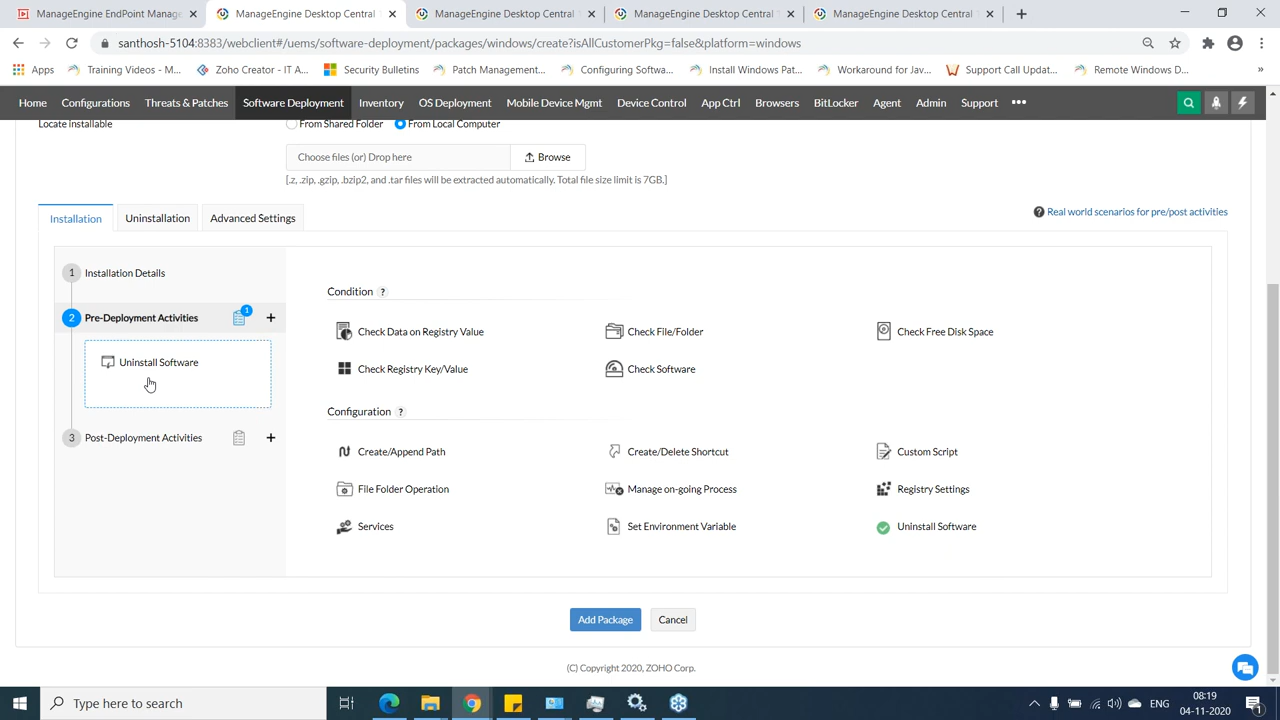 ManageEngine EndPoint Manager
ManageEngine Desktop Central
ManageEngine Desktop Central
ManageEngine Desktop Central
ManageEngine Desktop Central
santhosh-5104:8383/webclient#/uems/software-deployment/packages/windows/create?isAllCustomerPkg=false&platform=windows
Apps
Training Videos - M...
Zoho Creator - IT A...
Security Bulletins
Patch Management...
Configuring Softwa...
Install Windows Pat...
Workaround for Jav...
Support Call Updat...
Remote Windows D...
»
Home
Configurations
Threats & Patches
Software Deployment
Inventory
OS Deployment
Mobile Device Mgmt
Device Control
App Ctrl
Browsers
BitLocker
Agent
Admin
Support
Locate Installable
From Shared Folder
From Local Computer
Choose files (or) Drop here
Browse
[.z, .zip, .gzip, .bzip2, and .tar files will be extracted automatically. Total file size limit is 7GB.]
Installation
Uninstallation
Advanced Settings
Real world scenarios for pre/post activities
1 Installation Details
2 Pre-Deployment Activities 1 +
Uninstall Software
3 Post-Deployment Activities +
Condition ?
Check Data on Registry Value
Check File/Folder
Check Free Disk Space
Check Registry Key/Value
Check Software
Configuration ?
Create/Append Path
Create/Delete Shortcut
Custom Script
File Folder Operation
Manage on-going Process
Registry Settings
Services
Set Environment Variable
Uninstall Software
Add Package
Cancel
(C) Copyright 2020, ZOHO Corp.
Type here to search
ENG
08:19
04-11-2020
1